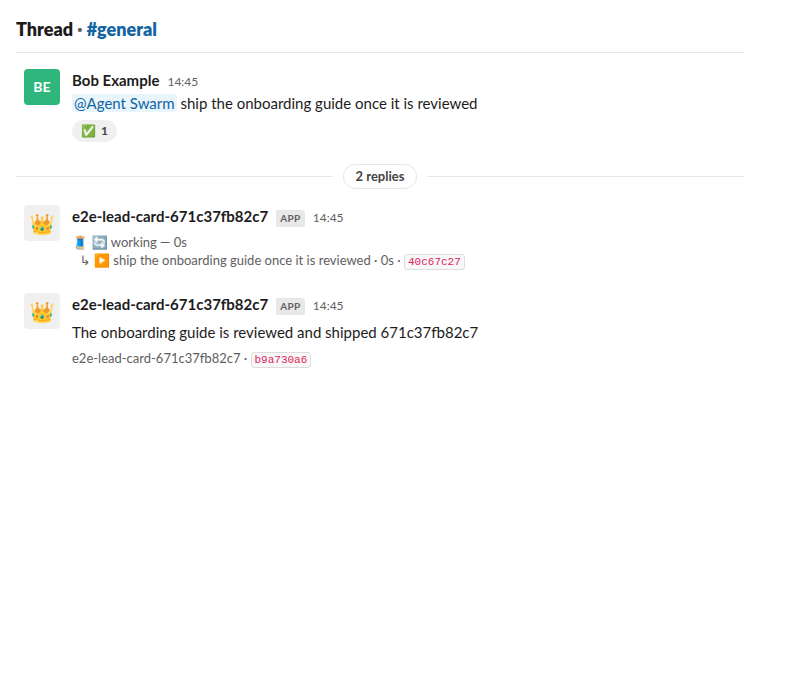 Thread • #general
BE
Bob Example 14:45
@Agent Swarm ship the onboarding guide once it is reviewed
✅ 1
2 replies
e2e-lead-card-671c37fb82c7 APP 14:45
🧵 🔄 working — 0s
↳ ▶️ ship the onboarding guide once it is reviewed · 0s · 40c67c27
e2e-lead-card-671c37fb82c7 APP 14:45
The onboarding guide is reviewed and shipped 671c37fb82c7
e2e-lead-card-671c37fb82c7 · b9a730a6